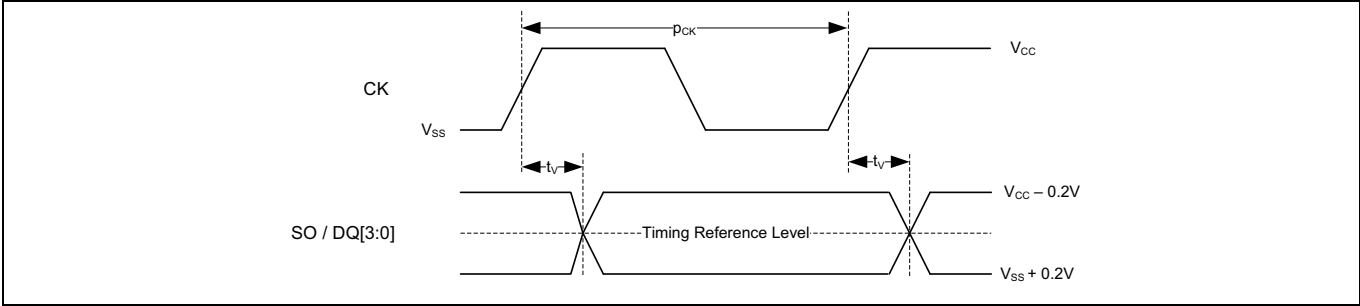 pCK
VCC
CK
VSS
tV
tV
VCC – 0.2V
SO / DQ[3:0]
Timing Reference Level
VSS + 0.2V